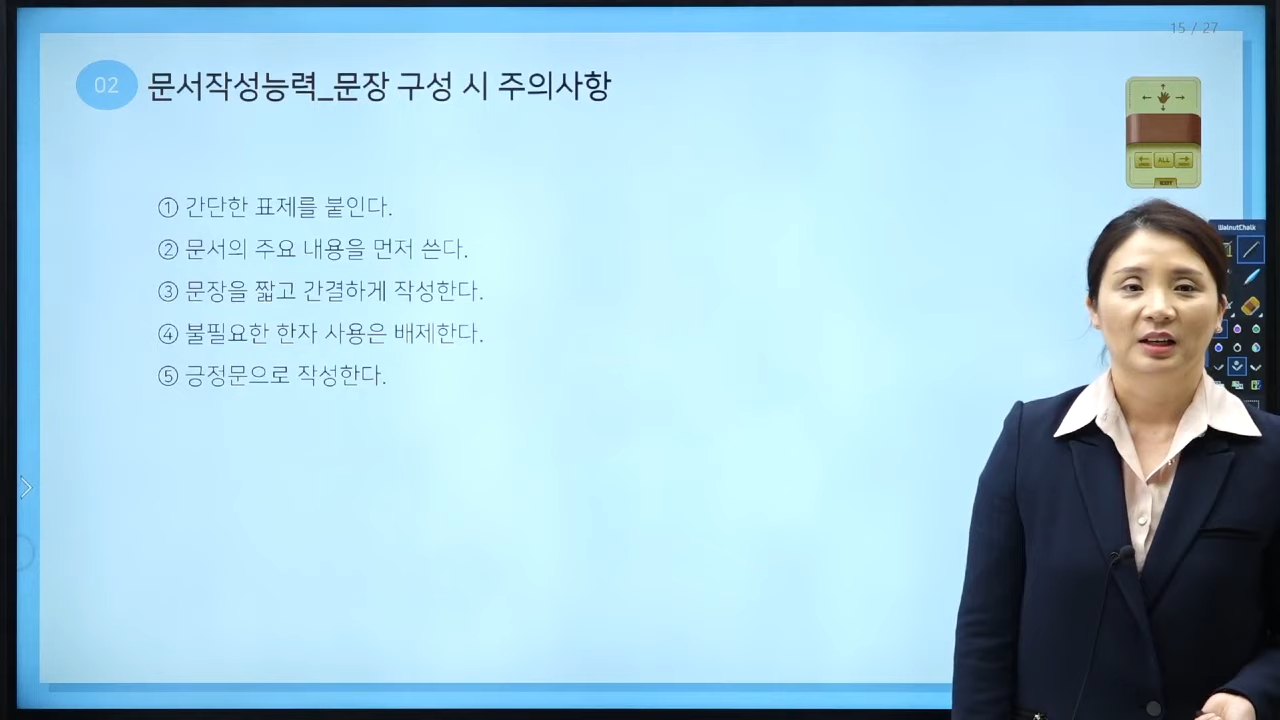 15 / 27
02 문서작성능력_문장 구성 시 주의사항
① 간단한 표제를 붙인다.
② 문서의 주요 내용을 먼저 쓴다.
③ 문장을 짧고 간결하게 작성한다.
④ 불필요한 한자 사용은 배제한다.
⑤ 긍정문으로 작성한다.
ALL
WalnutChalk